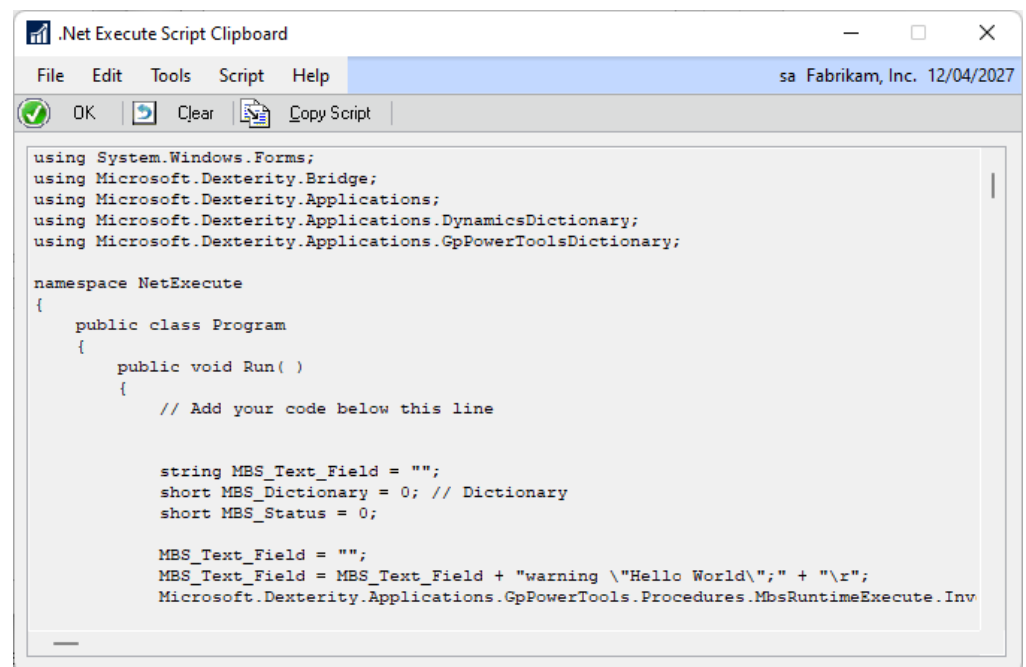 .Net Execute Script Clipboard
File Edit Tools Script Help sa Fabrikam, Inc. 12/04/2027
OK Clear Copy Script
using System.Windows.Forms;
using Microsoft.Dexterity.Bridge;
using Microsoft.Dexterity.Applications;
using Microsoft.Dexterity.Applications.DynamicsDictionary;
using Microsoft.Dexterity.Applications.GpPowerToolsDictionary;
namespace NetExecute
{
    public class Program
    {
        public void Run( )
        {
            // Add your code below this line
            string MBS_Text_Field = "";
            short MBS_Dictionary = 0; // Dictionary
            short MBS_Status = 0;
            MBS_Text_Field = "";
            MBS_Text_Field = MBS_Text_Field + "warning \"Hello World\";" + "\r";
            Microsoft.Dexterity.Applications.GpPowerTools.Procedures.MbsRuntimeExecute.Inv